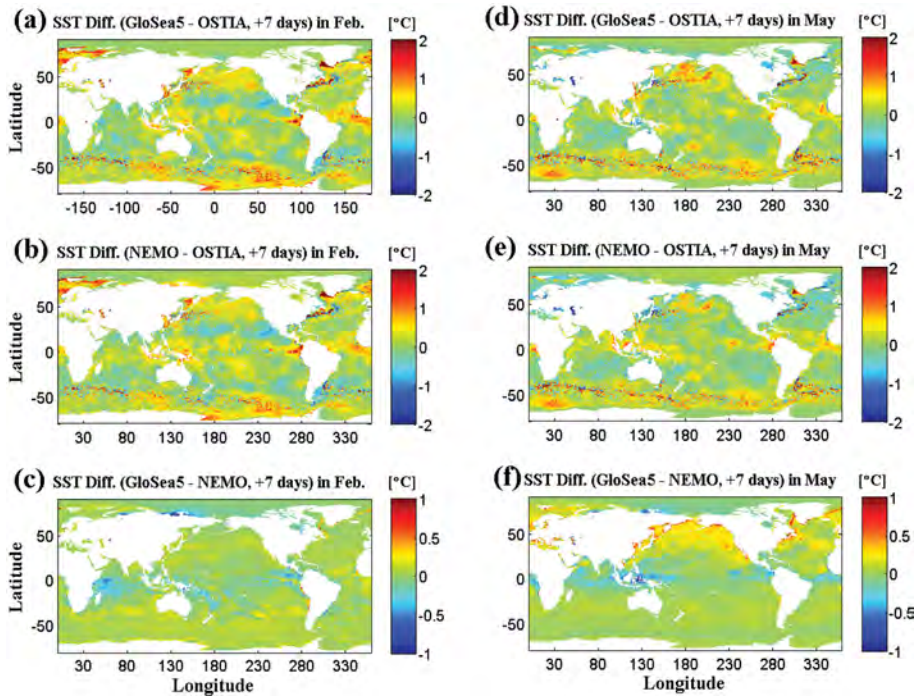 (a) SST Diff. (GloSea5 - OSTIA, +7 days) in Feb. [°C]
2
1
0
-1
-2
50
0
-50
Latitude
-150 -100 -50 0 50 100 150
(d) SST Diff. (GloSea5 - OSTIA, +7 days) in May [°C]
2
1
0
-1
-2
50
0
-50
30 80 130 180 230 280 330
(b) SST Diff. (NEMO - OSTIA, +7 days) in Feb. [°C]
2
1
0
-1
-2
50
0
-50
Latitude
30 80 130 180 230 280 330
(e) SST Diff. (NEMO - OSTIA, +7 days) in May [°C]
2
1
0
-1
-2
50
0
-50
30 80 130 180 230 280 330
(c) SST Diff. (GloSea5 - NEMO, +7 days) in Feb. [°C]
1
0.5
0
-0.5
-1
50
0
-50
Latitude
30 80 130 180 230 280 330
Longitude
(f) SST Diff. (GloSea5 - NEMO, +7 days) in May [°C]
1
0.5
0
-0.5
-1
50
0
-50
30 80 130 180 230 280 330
Longitude